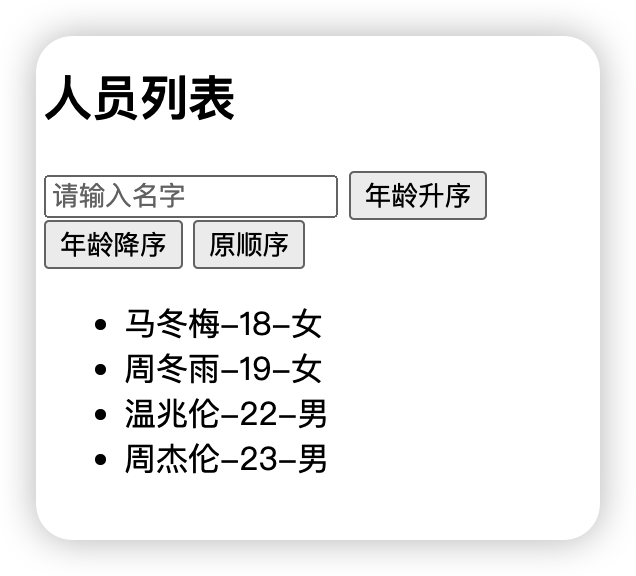 人员列表
请输入名字 年龄升序
年龄降序 原顺序
马冬梅-18-女
周冬雨-19-女
温兆伦-22-男
周杰伦-23-男